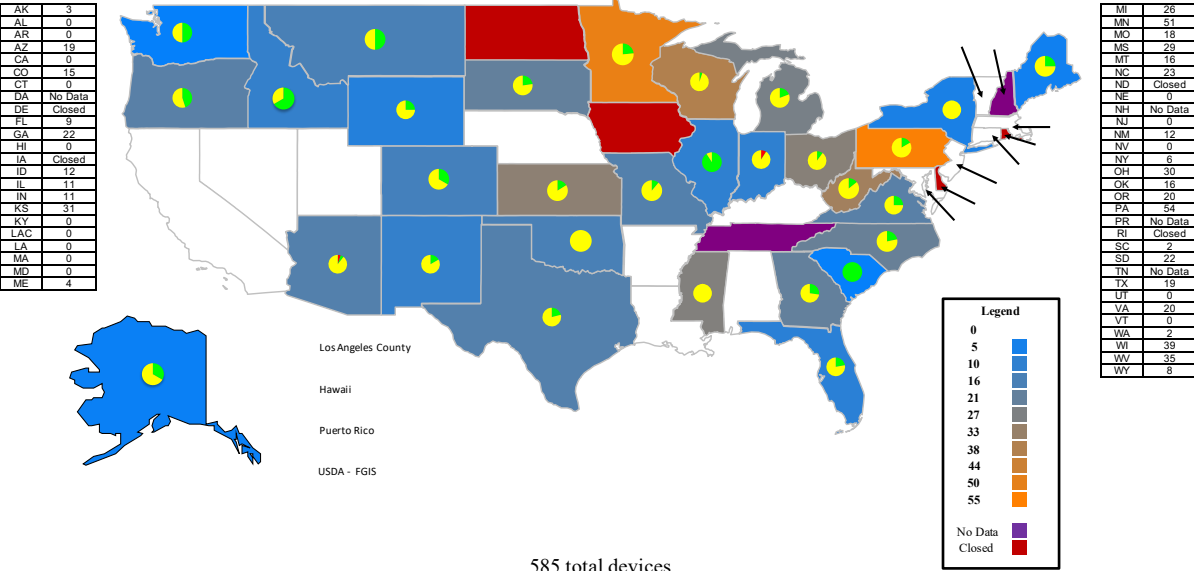 AK 3
AL 0
AR 0
AZ 19
CA 0
CO 15
CT 0
DA No Data
DE Closed
FL 9
GA 22
HI 0
IA Closed
ID 12
IL 11
IN 11
KS 31
KY 0
LAC 0
LA 0
MA 0
MD 0
ME 4
MI 26
MN 51
MO 18
MS 29
MT 16
NC 23
ND Closed
NE 0
NH No Data
NJ 0
NM 12
NV 0
NY 6
OH 30
OK 16
OR 20
PA 54
PR No Data
RI Closed
SC 2
SD 22
TN No Data
TX 19
UT 0
VA 20
VT 0
WA 2
WI 39
WV 35
WY 8
Los Angeles County
Hawaii
Puerto Rico
USDA - FGIS
Legend
0
5
10
16
21
27
33
38
44
50
55
No Data
Closed
585 total devices